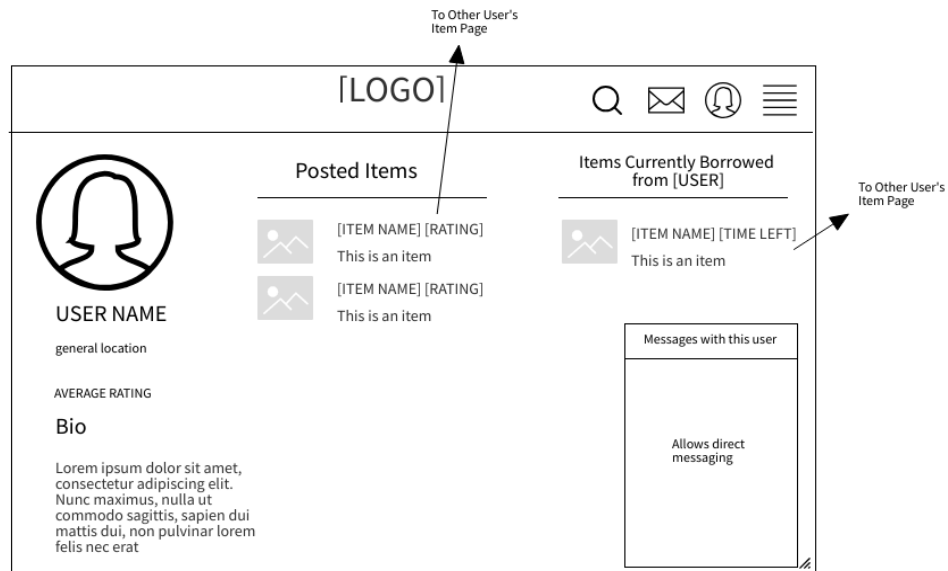 To Other User's
Item Page
[LOGO]
Posted Items
Items Currently Borrowed
from [USER]
To Other User's
Item Page
[ITEM NAME] [RATING]
This is an item
[ITEM NAME] [RATING]
This is an item
[ITEM NAME] [TIME LEFT]
This is an item
USER NAME
general location
AVERAGE RATING
Bio
Lorem ipsum dolor sit amet,
consectetur adipiscing elit.
Nunc maximus, nulla ut
commodo sagittis, sapien dui
mattis dui, non pulvinar lorem
felis nec erat
Messages with this user
Allows direct
messaging